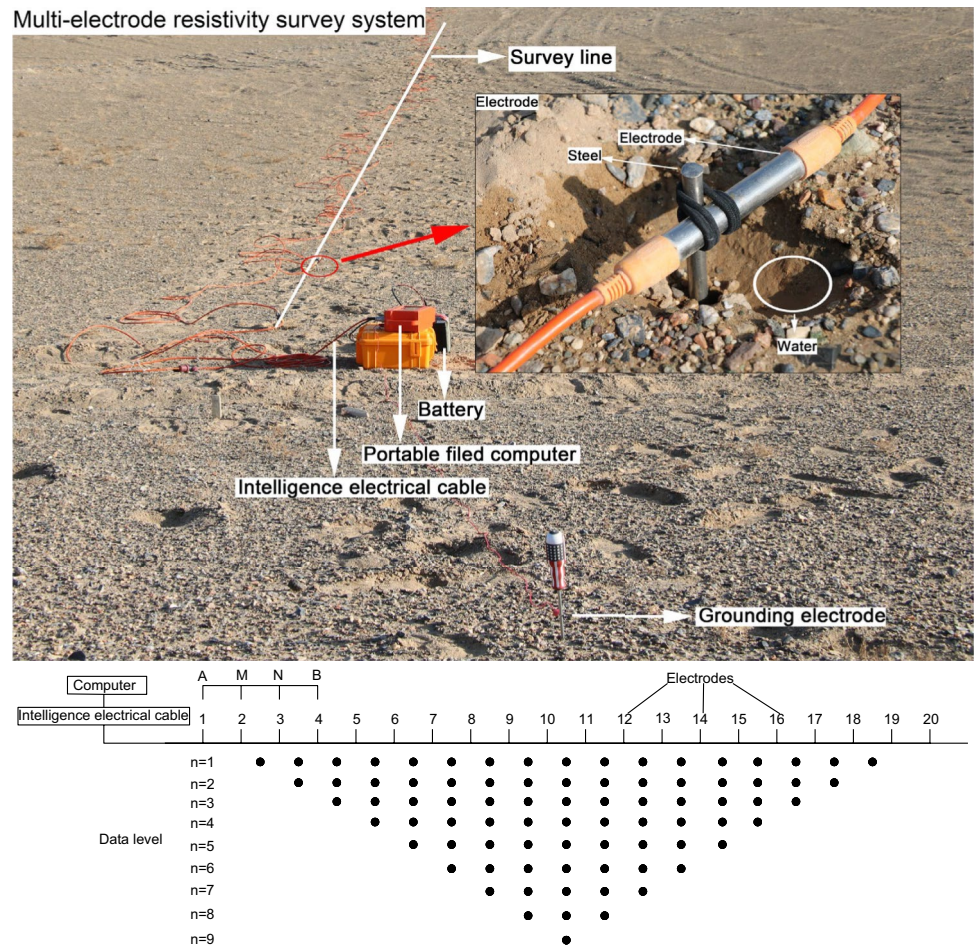 Multi-electrode resistivity survey system
Survey line
Electrode
Electrode
Steel
Water
Battery
Portable filed computer
Intelligence electrical cable
Grounding electrode
Computer
A M N B
Electrodes
Intelligence electrical cable
1 2 3 4 5 6 7 8 9 10 11 12 13 14 15 16 17 18 19 20
n=1
n=2
n=3
n=4
Data level
n=5
n=6
n=7
n=8
n=9